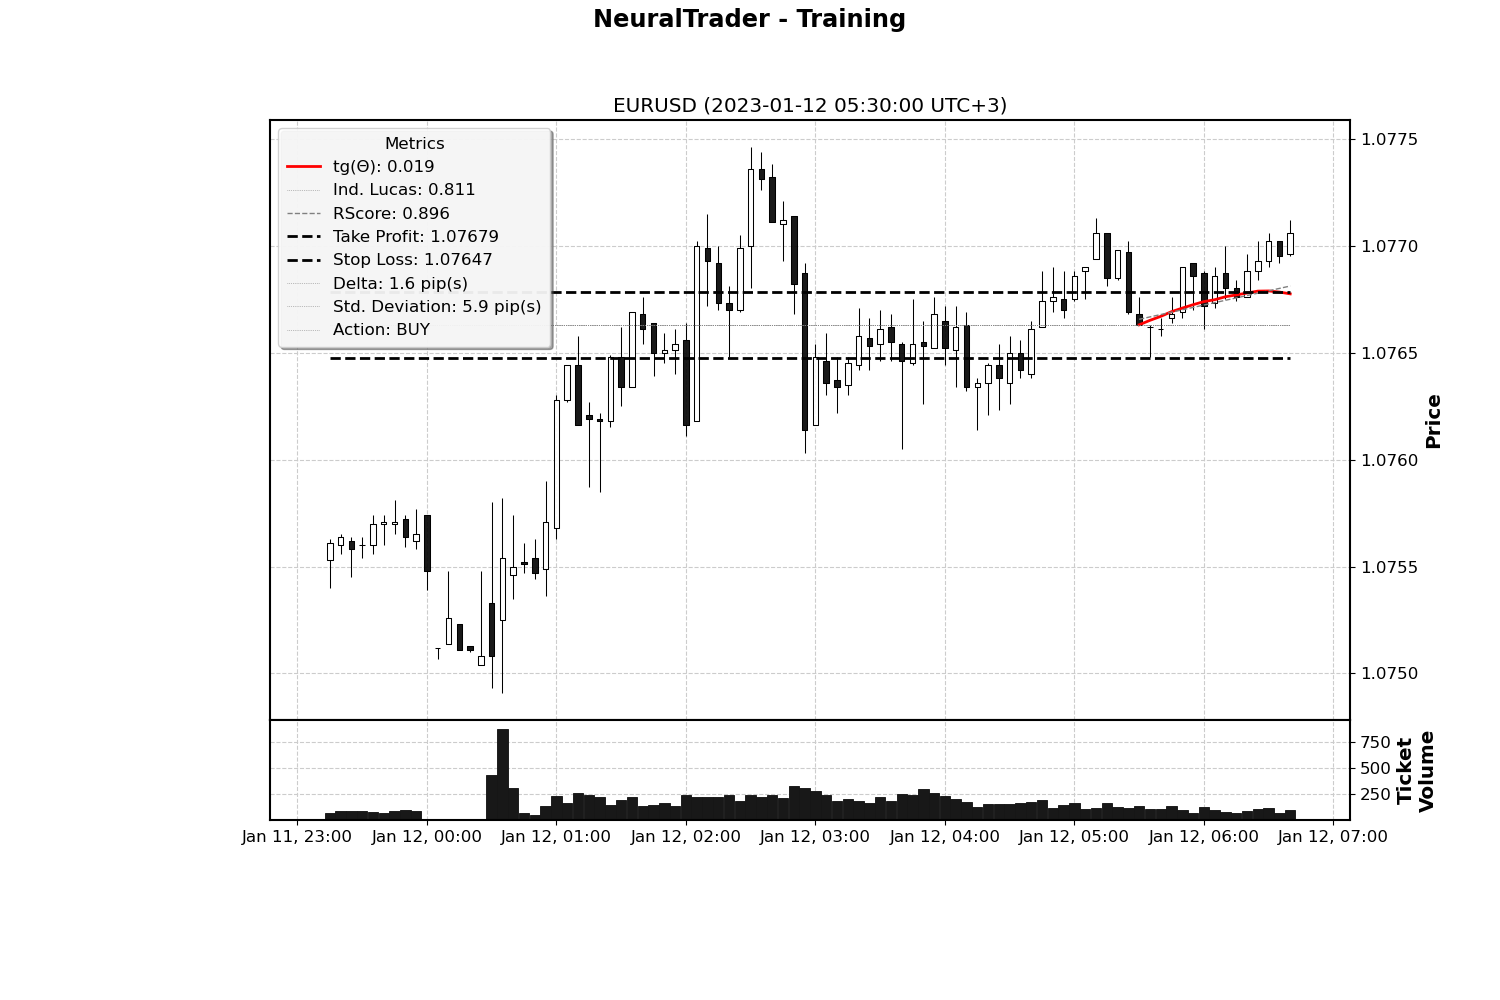 NeuralTrader - Training
EURUSD (2023-01-12 05:30:00 UTC+3)
Metrics
tg(Θ): 0.019
Ind. Lucas: 0.811
RScore: 0.896
Take Profit: 1.07679
Stop Loss: 1.07647
Delta: 1.6 pip(s)
Std. Deviation: 5.9 pip(s)
Action: BUY
1.0775
1.0770
1.0765
1.0760
1.0755
1.0750
Price
750
500
250
Ticket
Volume
Jan 11, 23:00 Jan 12, 00:00 Jan 12, 01:00 Jan 12, 02:00 Jan 12, 03:00 Jan 12, 04:00 Jan 12, 05:00 Jan 12, 06:00 Jan 12, 07:00